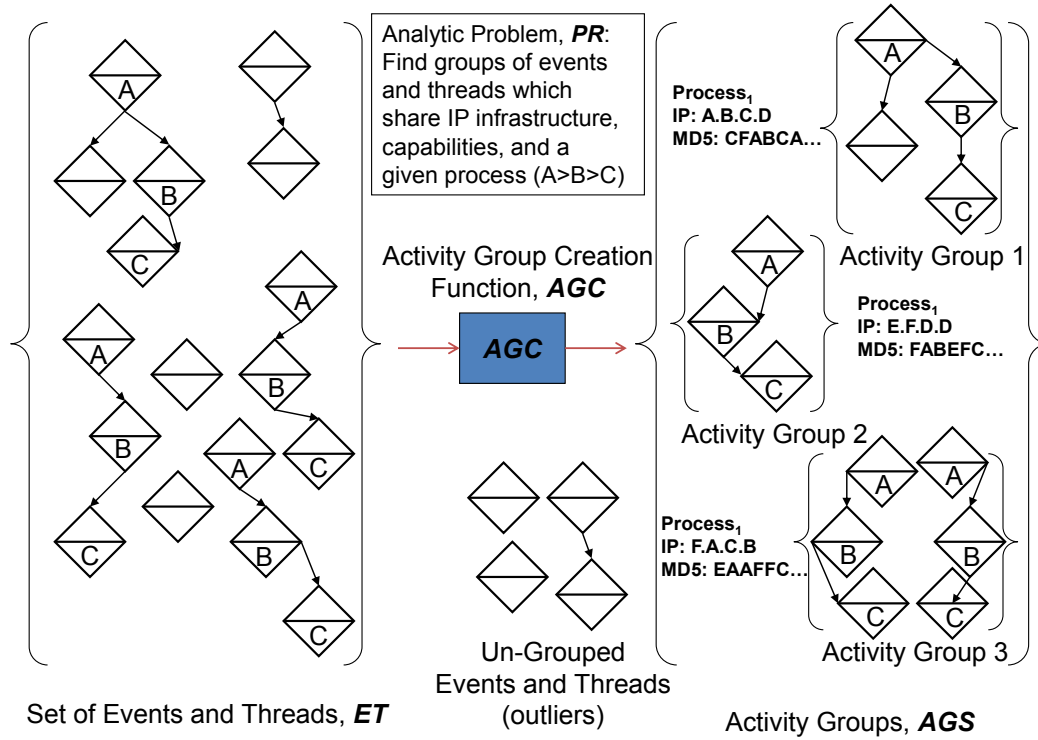 Analytic Problem, PR:
Find groups of events
and threads which
share IP infrastructure,
capabilities, and a
given process (A>B>C)
A
B
C
A
B
C
A
B
C
A
B
C
Set of Events and Threads, ET
Activity Group Creation
Function, AGC
AGC
Un-Grouped
Events and Threads
(outliers)
Process₁
IP: A.B.C.D
MD5: CFABCA…
A
B
C
Activity Group 1
A
B
C
Process₁
IP: E.F.D.D
MD5: FABEFC…
Activity Group 2
Process₁
IP: F.A.C.B
MD5: EAAFFC…
A
A
B
B
C
C
Activity Group 3
Activity Groups, AGS